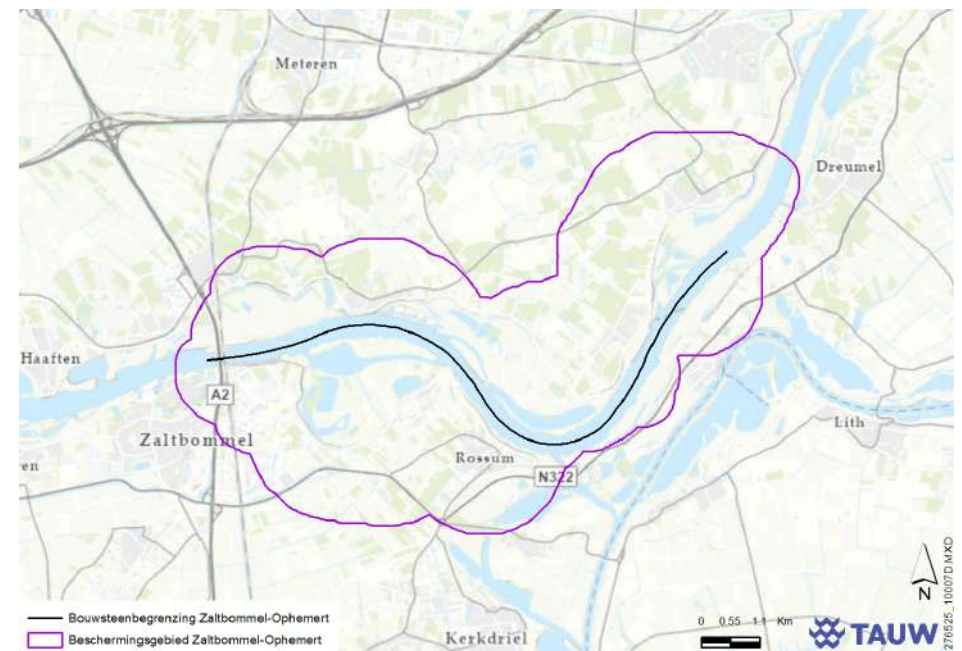 Meteren
Dreumel
Haaften
A2
Zaltbommel
Lith
en
Rossum
N322
Bouwsteenbegrenzing Zaltbommel-Ophemert
Beschermingsgebied Zaltbommel-Ophemert
Kerkdriel
0 0.55 1.1 Km
N
TAUW
276525_10007D.MXD